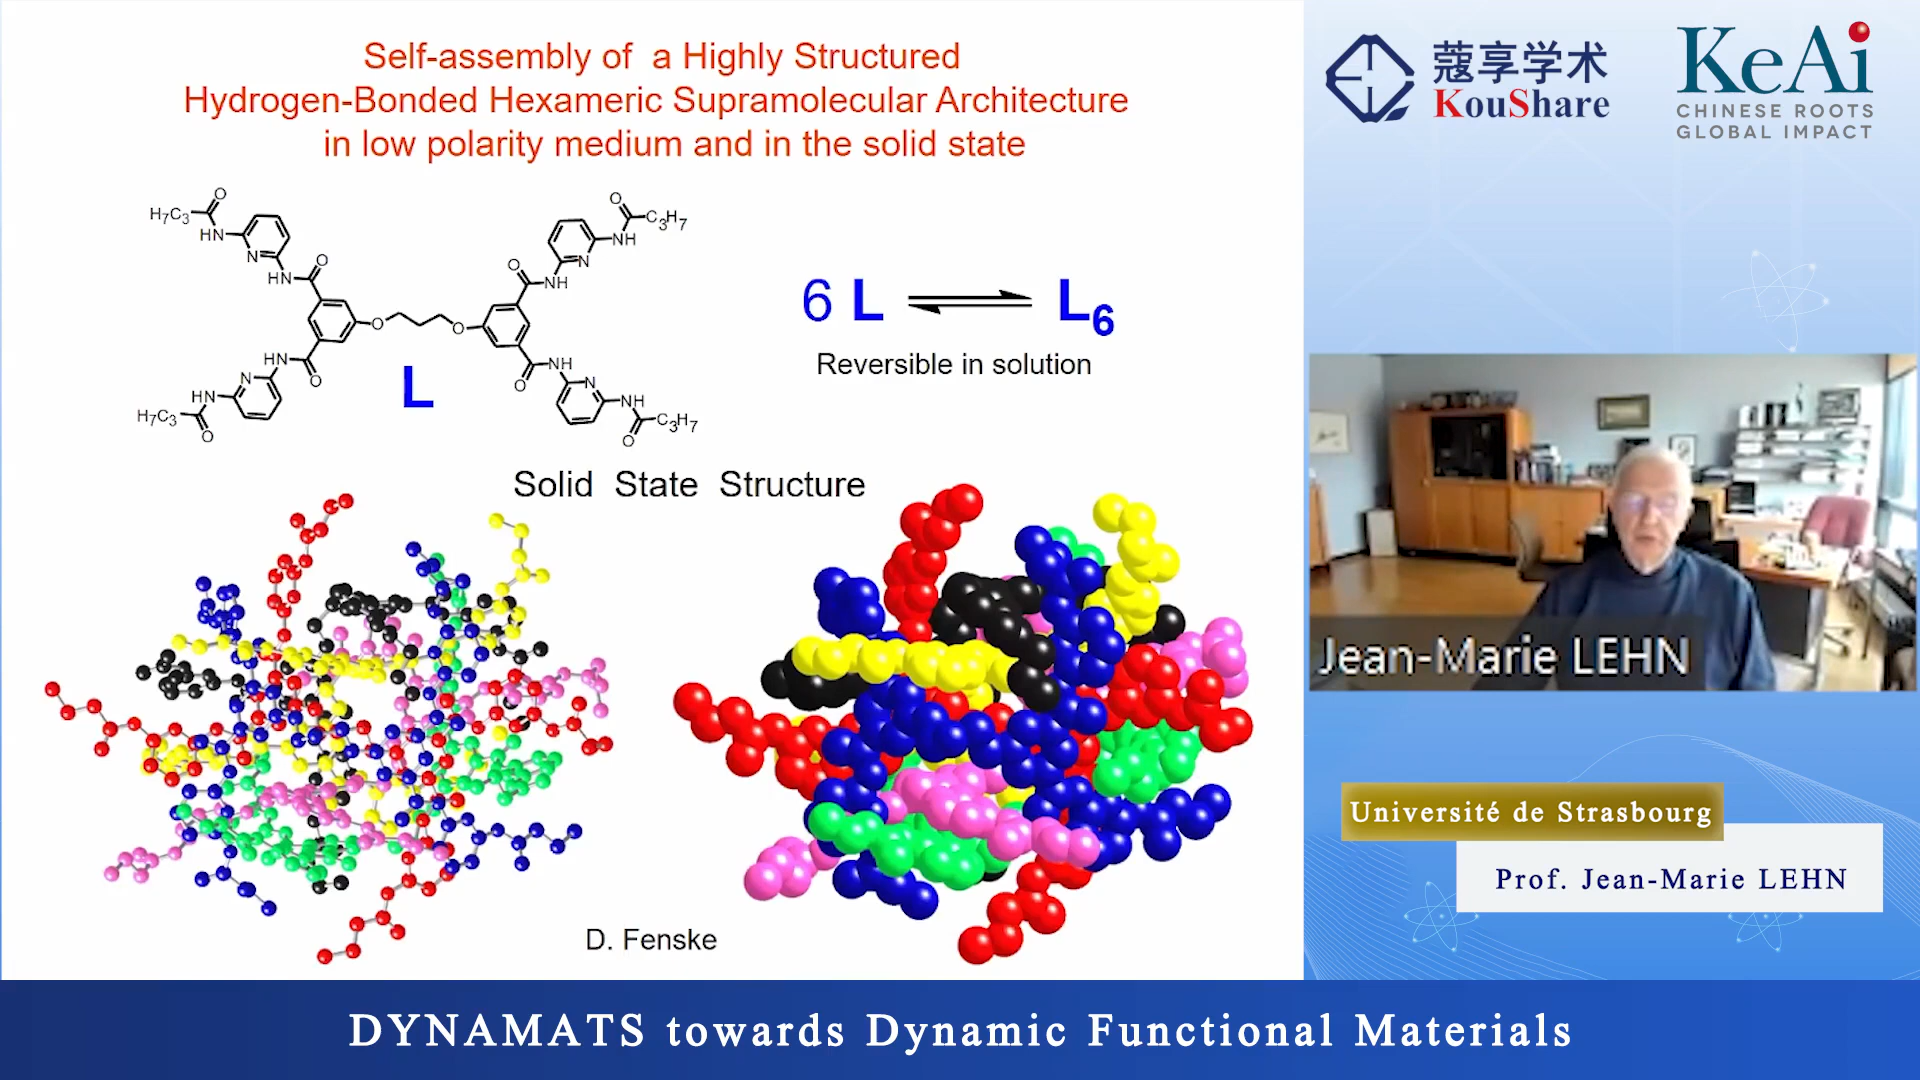 Self-assembly of a Highly Structured
Hydrogen-Bonded Hexameric Supramolecular Architecture
in low polarity medium and in the solid state
H7C3
O
HN
N
HN
O
O
O
NH
N
O
NH
C3H7
6 L ⇌ L6
Reversible in solution
HN
O
N
HN
H7C3
O
L
O
NH
N
NH
O
C3H7
Solid State Structure
D. Fenske
蔻享学术
KouShare
KeAi
CHINESE ROOTS
GLOBAL IMPACT
Jean-Marie LEHN
Université de Strasbourg
Prof. Jean-Marie LEHN
DYNAMATS towards Dynamic Functional Materials